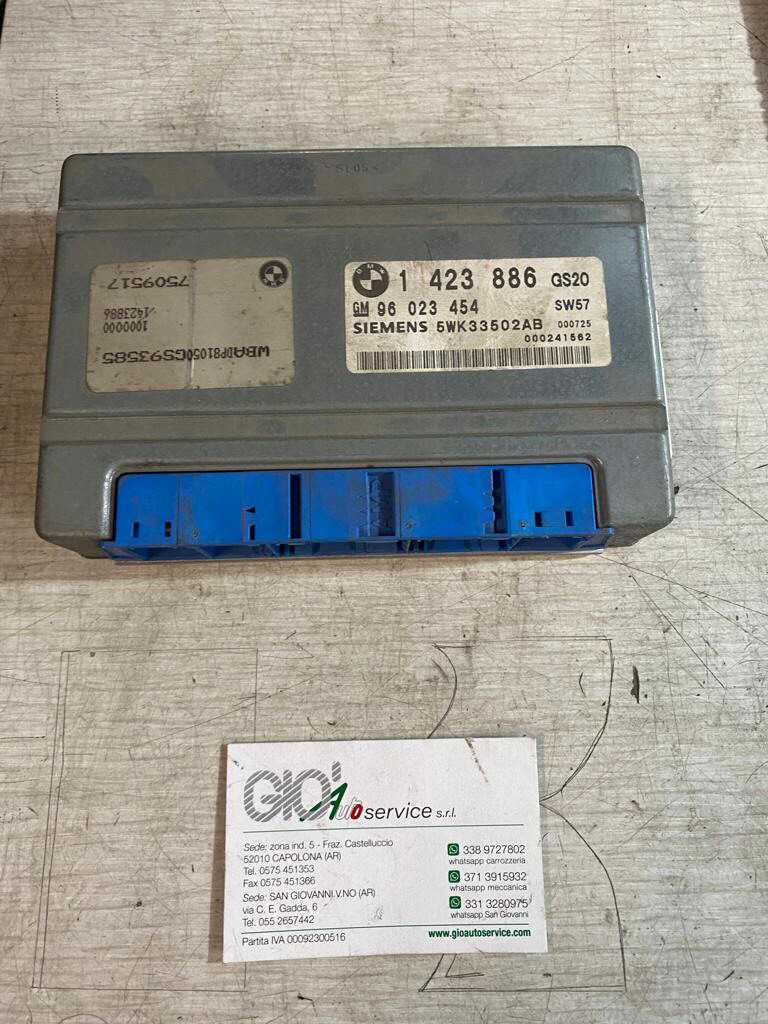 BMW
7509517
1000000
/1423886
WBADP81050GS93585
BMW
1 423 886 GS20
GM 96 023 454 SW57
SIEMENS 5WK33502AB 000725
000241562
GIO' Autoservice s.r.l.
Sede: zona ind. 5 - Fraz. Castelluccio
52010 CAPOLONA (AR)
Tel. 0575 451353
Fax 0575 451366
Sede: SAN GIOVANNI V.NO (AR)
via C. E. Gadda, 6
Tel. 055 2657442
Partita IVA 00092300516
338 9727802
whatsapp carrozzeria
371 3915932
whatsapp meccanica
331 3280975
whatsapp San Giovanni
www.gioautoservice.com